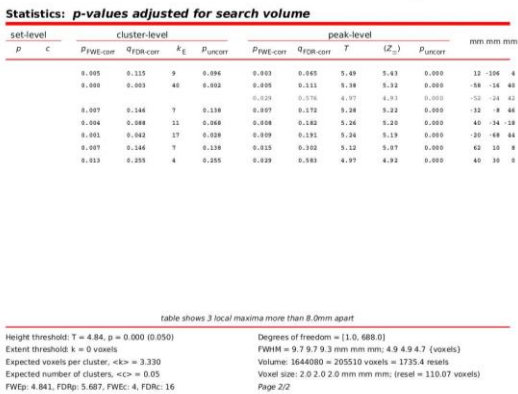 Statistics: p-values adjusted for search volume
set-level cluster-level peak-level
p c pFWE-corr qFDR-corr kE puncorr pFWE-corr qFDR-corr T (Z≡) puncorr mm mm mm
0.005 0.115 9 0.096 0.003 0.065 5.49 5.43 0.000 12 -106 4
0.000 0.003 40 0.002 0.005 0.111 5.38 5.32 0.000 -58 -16 40
0.029 0.576 4.97 4.93 0.000 -52 -24 42
0.007 0.146 7 0.138 0.007 0.172 5.28 5.22 0.000 -32 -8 46
0.004 0.088 11 0.068 0.008 0.182 5.26 5.20 0.000 40 -34 -18
0.001 0.042 17 0.028 0.009 0.191 5.24 5.19 0.000 -20 -68 44
0.007 0.146 7 0.138 0.015 0.302 5.12 5.07 0.000 62 10 8
0.013 0.255 4 0.255 0.029 0.583 4.97 4.92 0.000 40 30 0
table shows 3 local maxima more than 8.0mm apart
Height threshold: T = 4.84, p = 0.000 (0.050)
Extent threshold: k = 0 voxels
Expected voxels per cluster, <k> = 3.330
Expected number of clusters, <c> = 0.05
FWEp: 4.841, FDRp: 5.687, FWEc: 4, FDRc: 16
Degrees of freedom = [1.0, 688.0]
FWHM = 9.7 9.7 9.3 mm mm mm; 4.9 4.9 4.7 {voxels}
Volume: 1644080 = 205510 voxels = 1735.4 resels
Voxel size: 2.0 2.0 2.0 mm mm mm; (resel = 110.07 voxels)
Page 2/2